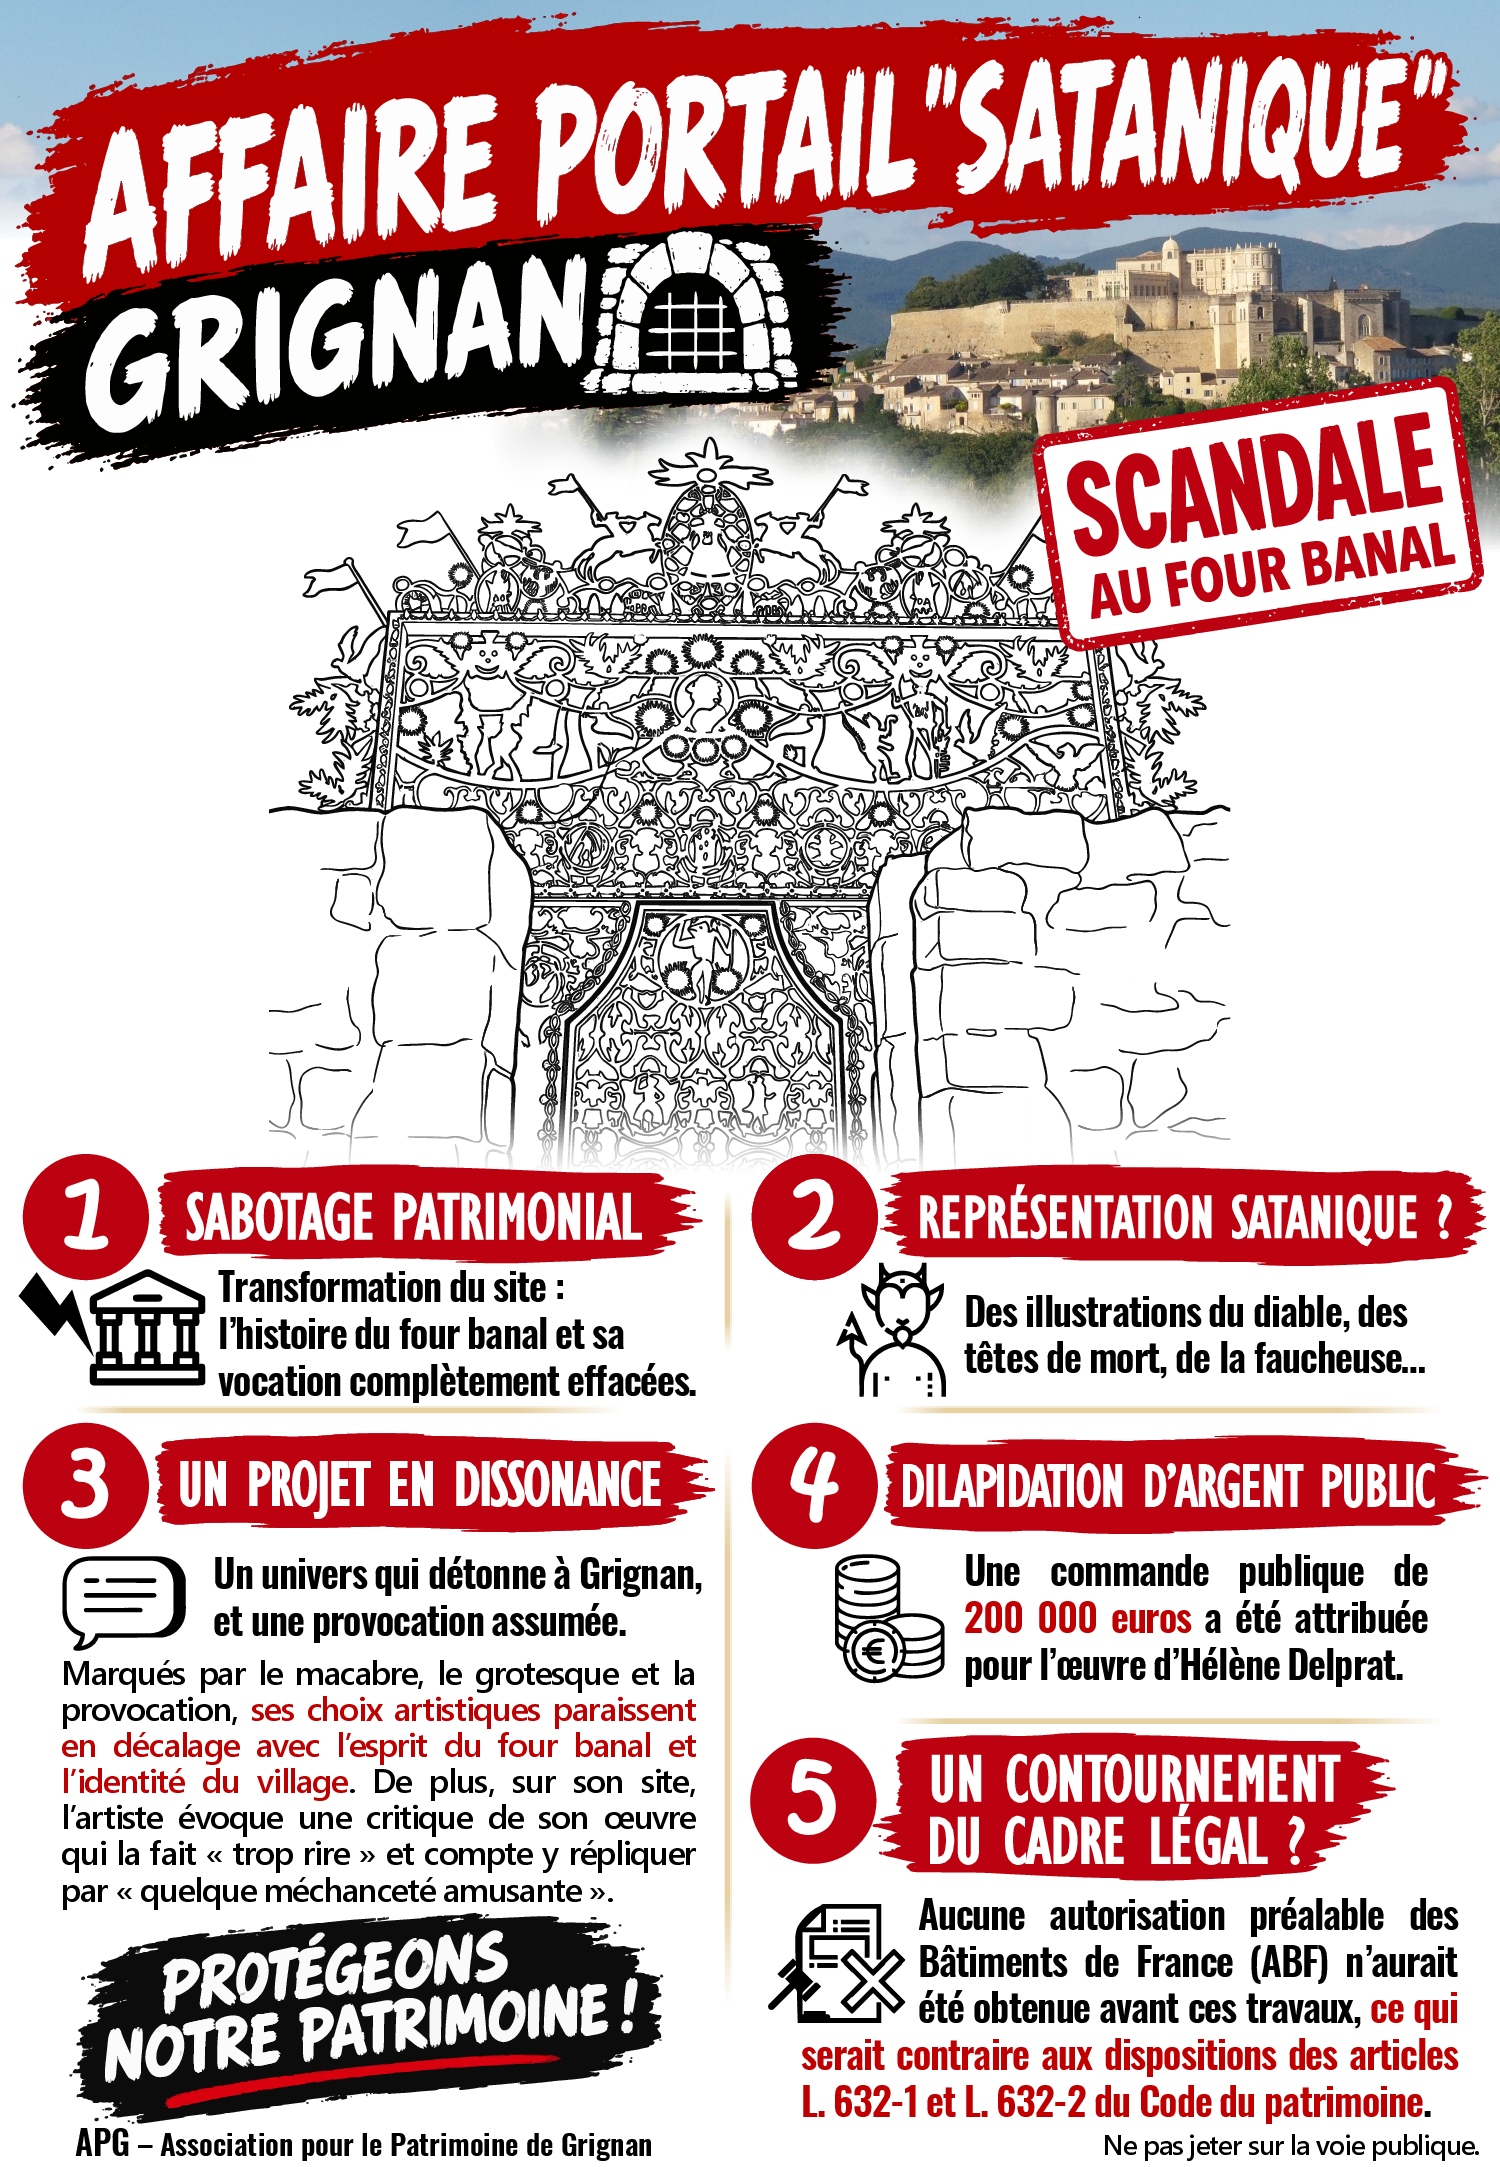 AFFAIRE PORTAIL "SATANIQUE"
GRIGNAN
SCANDALE
AU FOUR BANAL
1
SABOTAGE PATRIMONIAL
Transformation du site :
l’histoire du four banal et sa
vocation complètement effacées.
2
REPRÉSENTATION SATANIQUE ?
Des illustrations du diable, des
têtes de mort, de la faucheuse...
3
UN PROJET EN DISSONANCE
Un univers qui détonne à Grignan,
et une provocation assumée.
Marqués par le macabre, le grotesque et la
provocation, ses choix artistiques paraissent
en décalage avec l’esprit du four banal et
l’identité du village. De plus, sur son site,
l’artiste évoque une critique de son œuvre
qui la fait « trop rire » et compte y répliquer
par « quelque méchanceté amusante ».
4
DILAPIDATION D’ARGENT PUBLIC
Une commande publique de
200 000 euros a été attribuée
pour l’œuvre d’Hélène Delprat.
5
UN CONTOURNEMENT
DU CADRE LÉGAL ?
Aucune autorisation préalable des
Bâtiments de France (ABF) n’aurait
été obtenue avant ces travaux, ce qui
serait contraire aux dispositions des articles
L. 632-1 et L. 632-2 du Code du patrimoine.
PROTÉGEONS
NOTRE PATRIMOINE !
APG – Association pour le Patrimoine de Grignan
Ne pas jeter sur la voie publique.